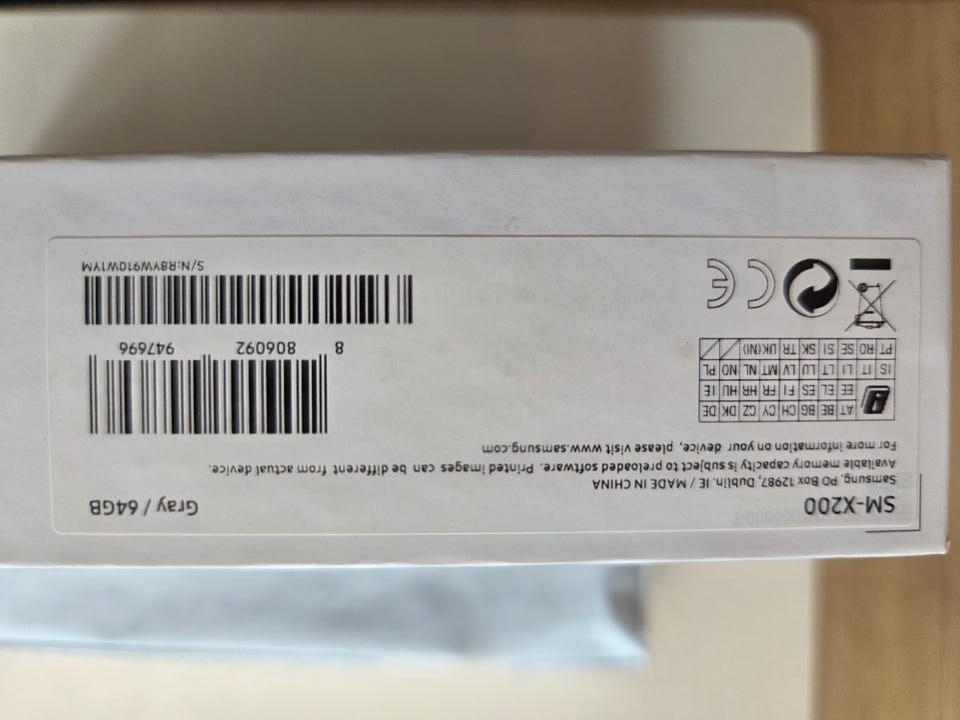 SM-X200
Gray / 64GB
Samsung, PO Box 12987, Dublin. IE / MADE IN CHINA
Available memory capacity is subject to preloaded software. Printed images can be different from actual device.
For more information on your device, please visit www.samsung.com
AT BE BG CH CY CZ DK DE
EE EL ES FI FR HR HU IE
IS IT LI LT LU LV MT NL NO PL
PT RO SE SI SK TR UK(NI)
8 806092 947696
CE
S/N:R8YW910W1YM